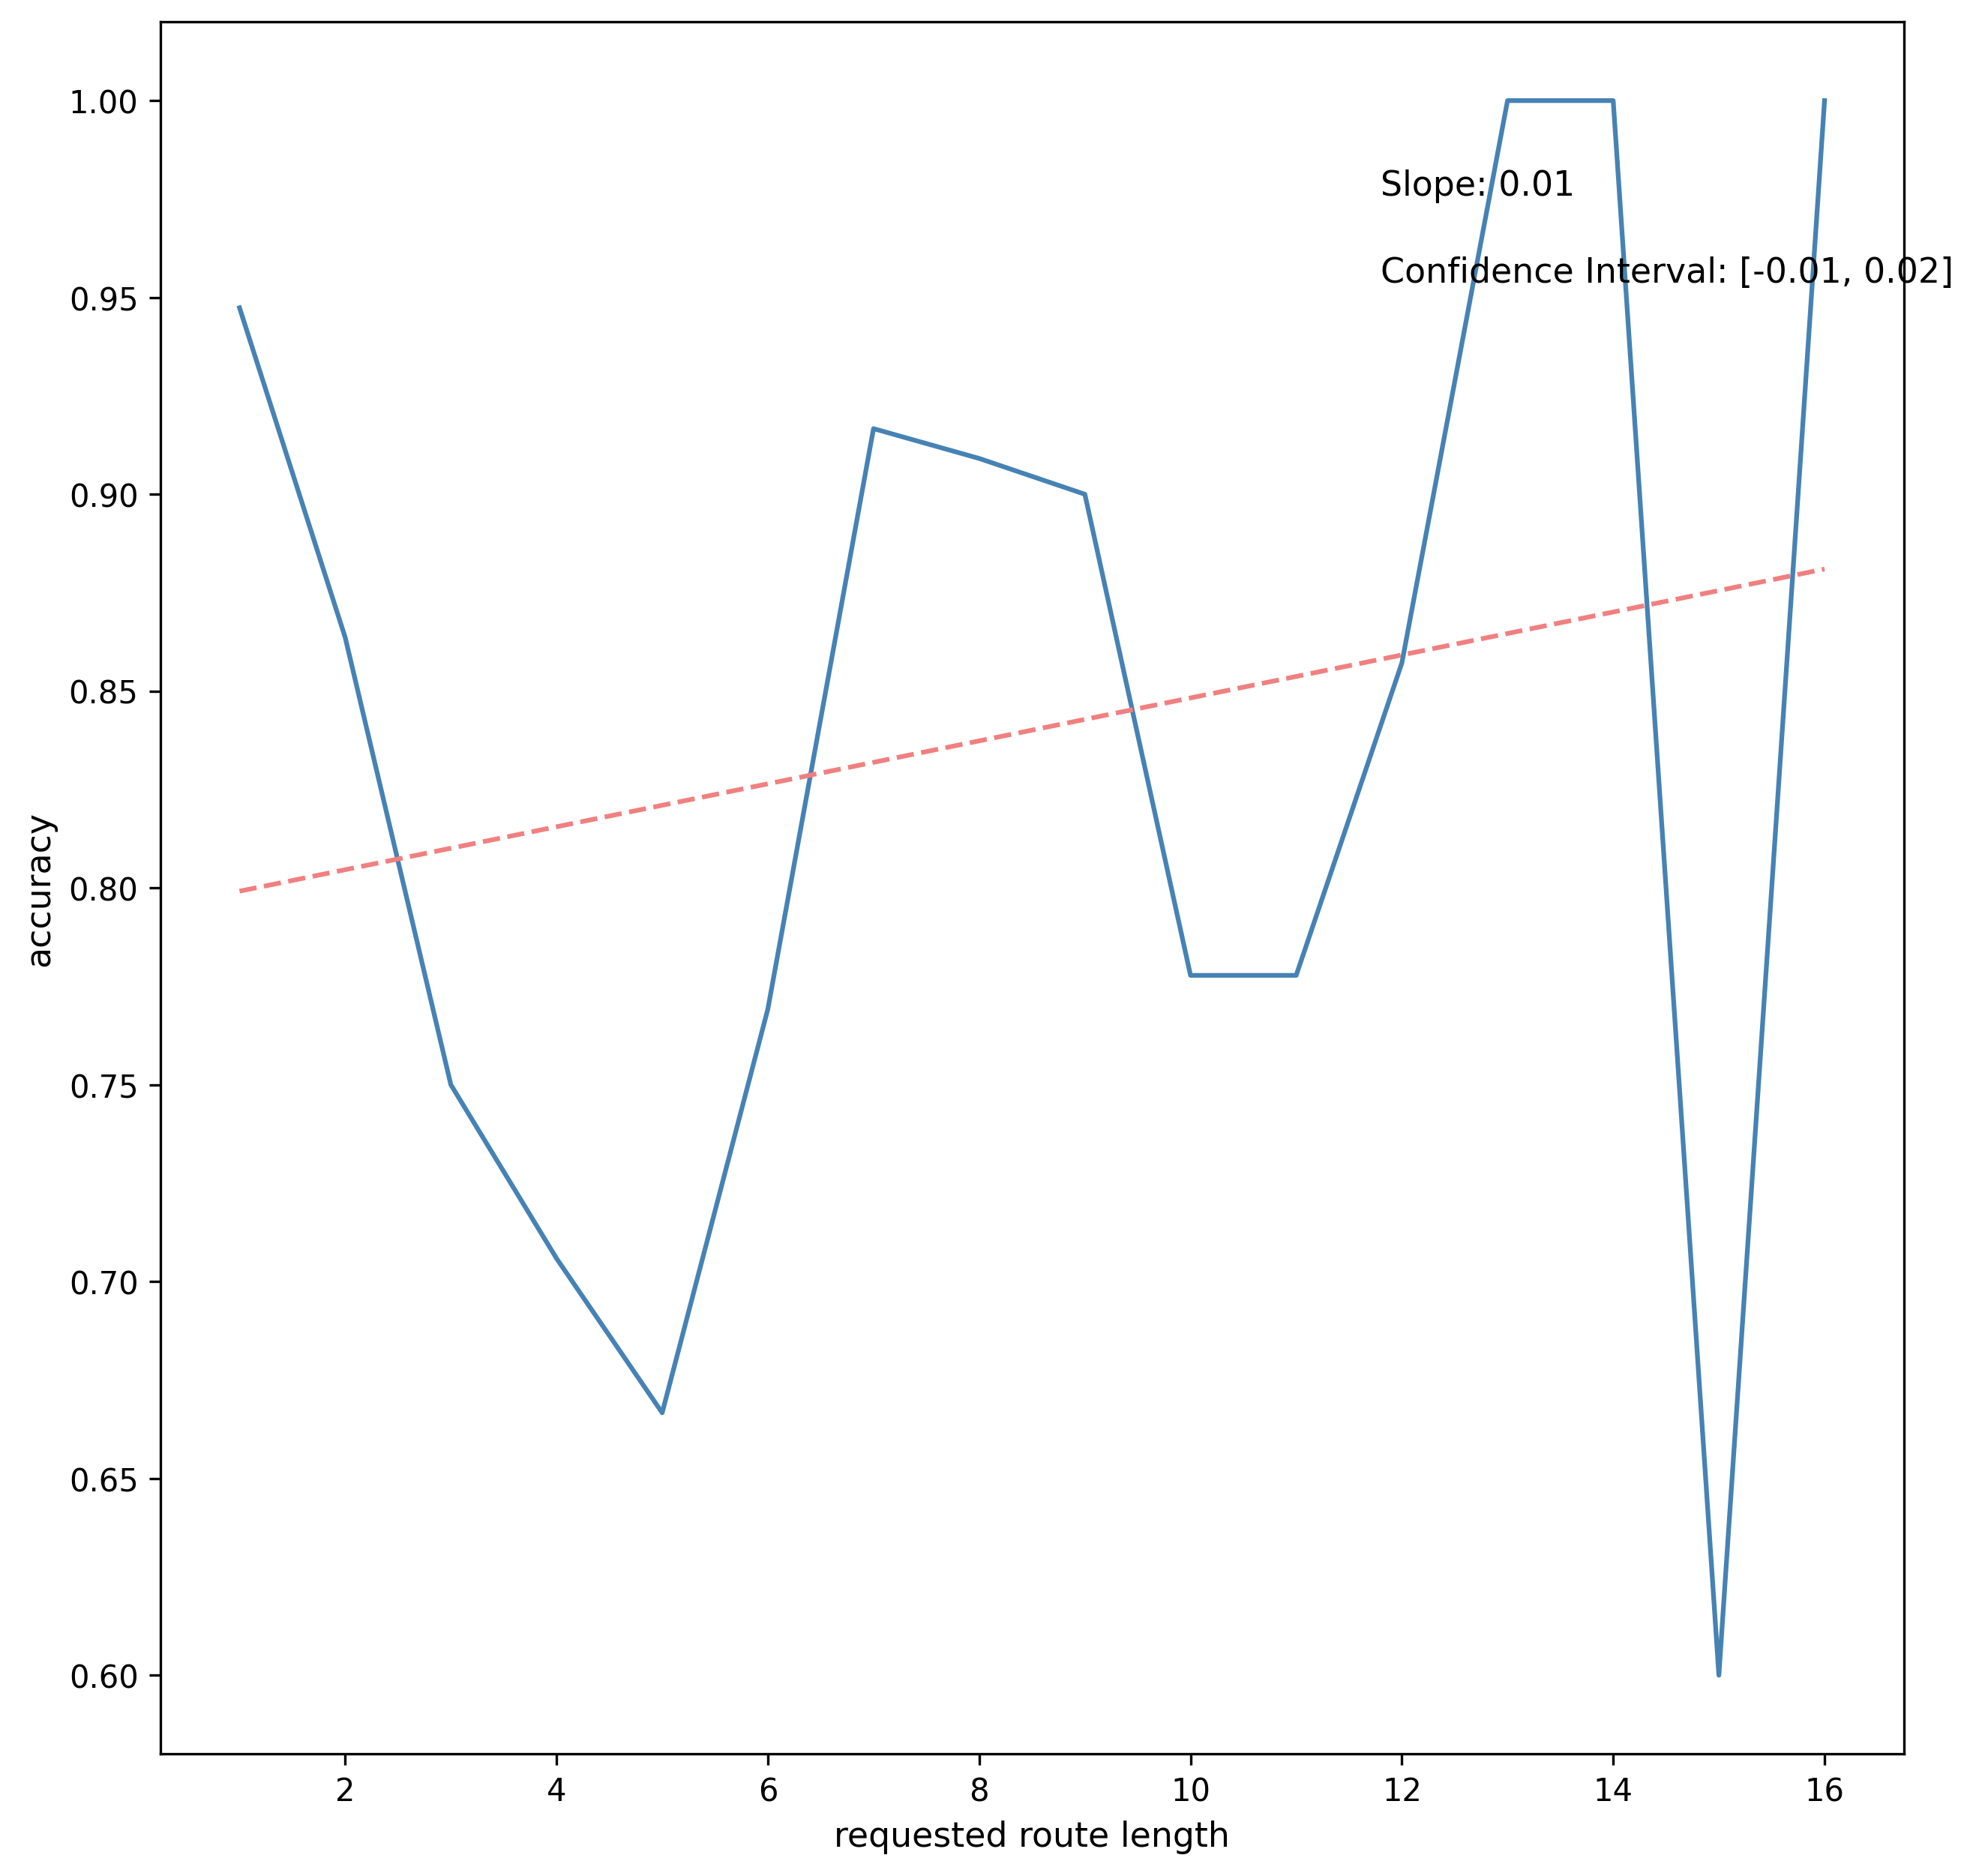 1.00
0.95
0.90
0.85
0.80
0.75
0.70
0.65
0.60
accuracy
Slope: 0.01
Confidence Interval: [-0.01, 0.02]
2 4 6 8 10 12 14 16
requested route length